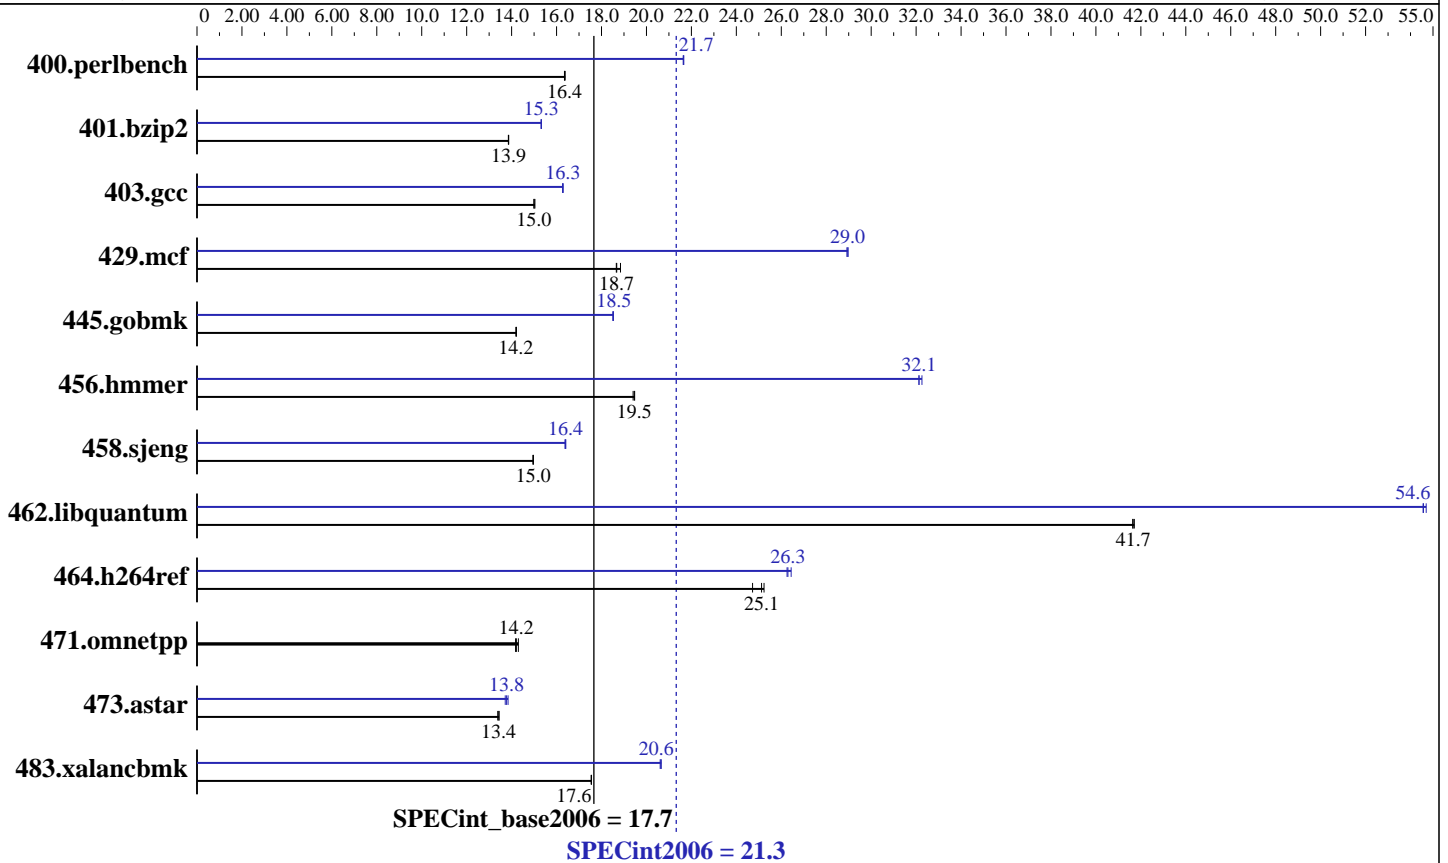 0 2.00 4.00 6.00 8.00 10.0 12.0 14.0 16.0 18.0 20.0 22.0 24.0 26.0 28.0 30.0 32.0 34.0 36.0 38.0 40.0 42.0 44.0 46.0 48.0 50.0 52.0 55.0
21.7
400.perlbench
16.4
15.3
401.bzip2
13.9
16.3
403.gcc
15.0
29.0
429.mcf
18.7
18.5
445.gobmk
14.2
32.1
456.hmmer
19.5
16.4
458.sjeng
15.0
54.6
462.libquantum
41.7
26.3
464.h264ref
25.1
14.2
471.omnetpp
13.8
473.astar
13.4
20.6
483.xalancbmk
17.6
SPECint_base2006 = 17.7
SPECint2006 = 21.3